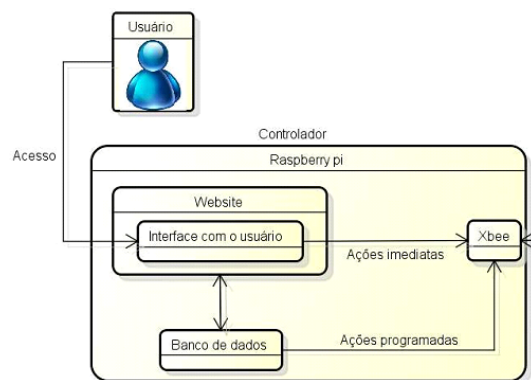 Usuário
Acesso
Controlador
Raspberry pi
Website
Interface com o usuário
Ações imediatas
Xbee
Banco de dados
Ações programadas